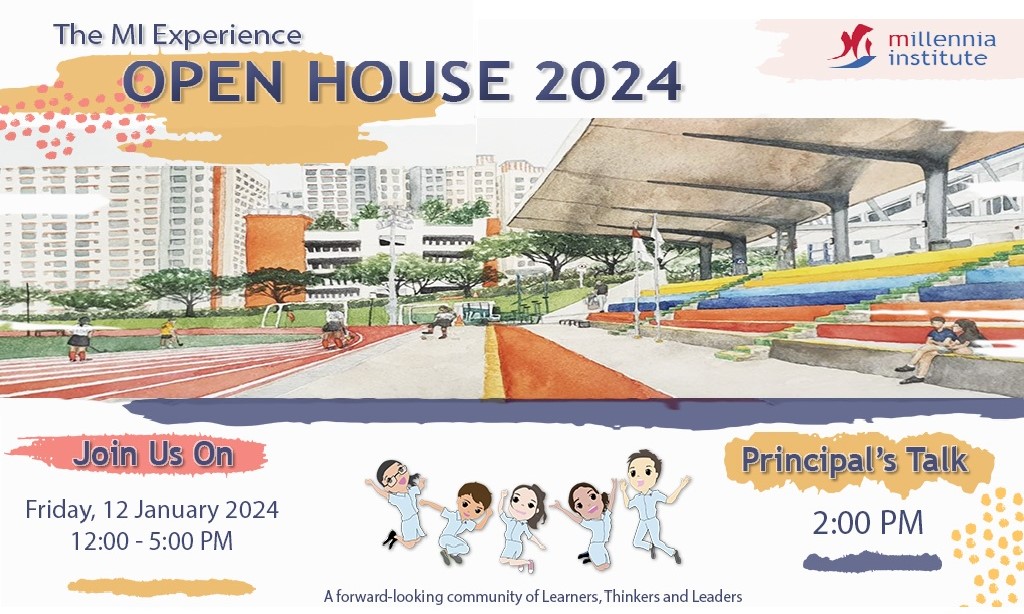 The MI Experience
OPEN HOUSE 2024
millennia
institute
Join Us On
Friday, 12 January 2024
12:00 - 5:00 PM
Principal's Talk
2:00 PM
A forward-looking community of Learners, Thinkers and Leaders